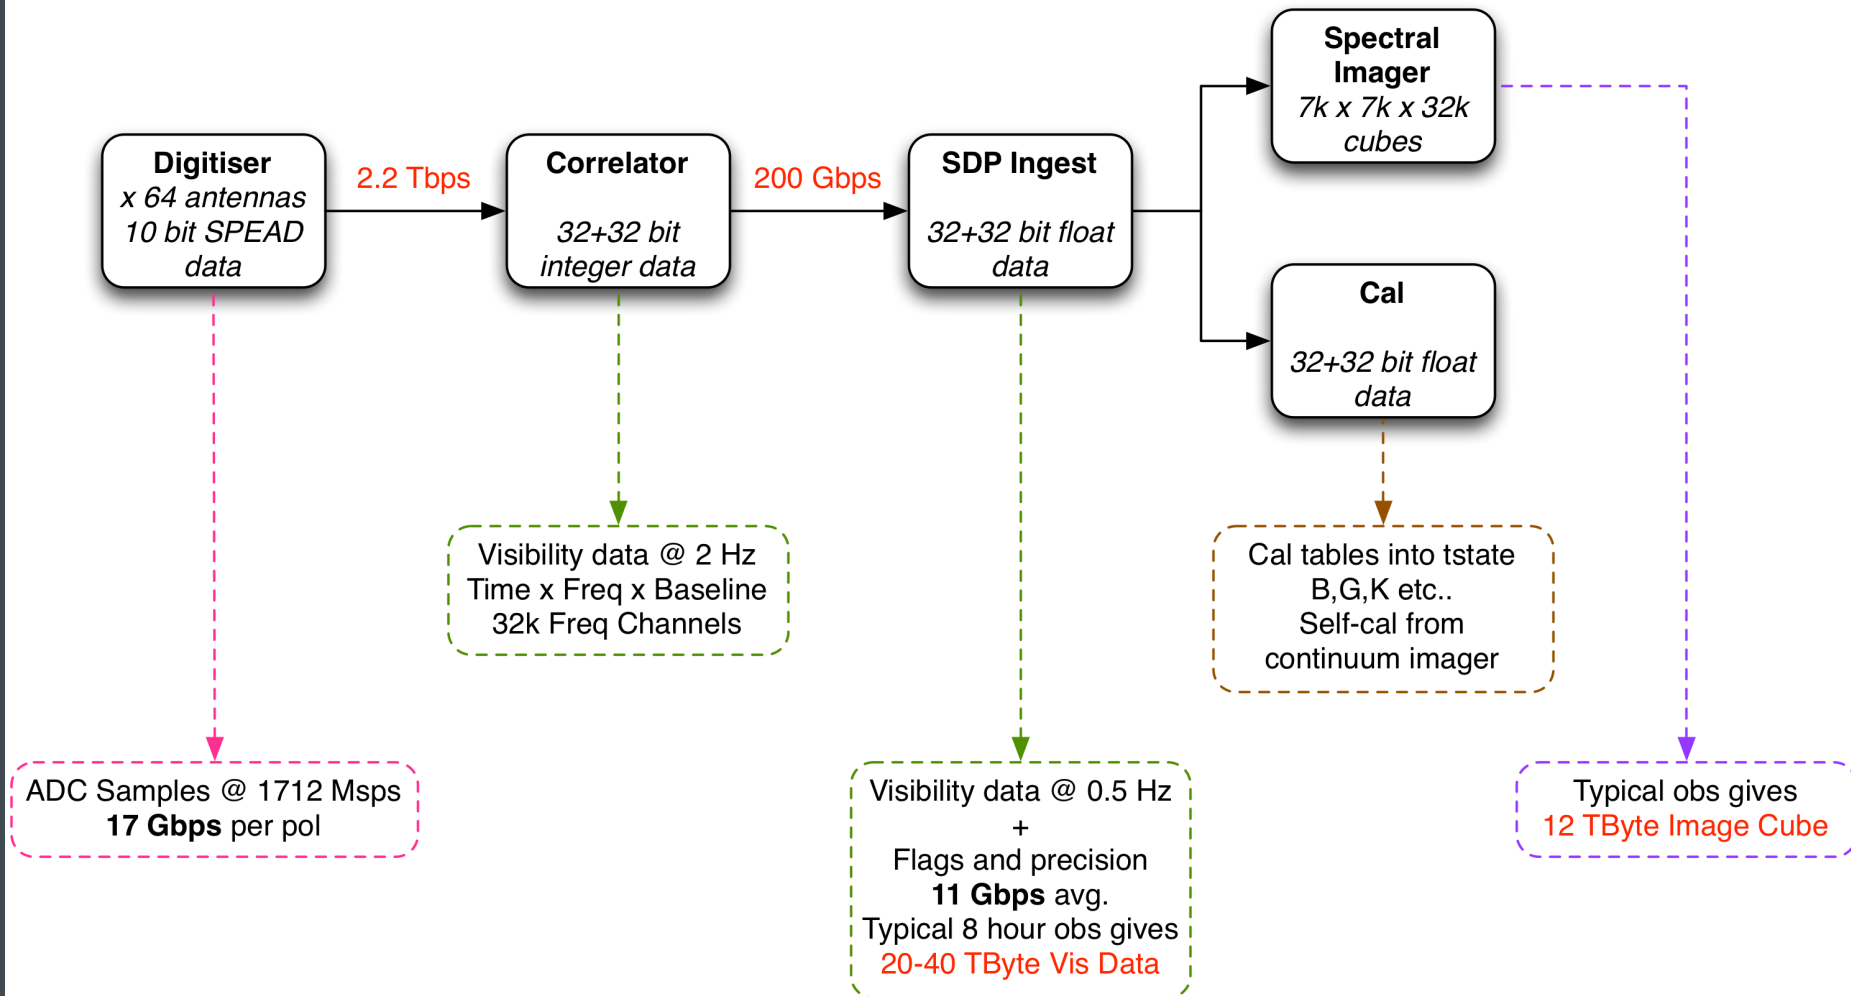 Spectral
Imager
7k x 7k x 32k
cubes
Digitiser
x 64 antennas
10 bit SPEAD
data
2.2 Tbps
Correlator
32+32 bit
integer data
200 Gbps
SDP Ingest
32+32 bit float
data
Cal
32+32 bit float
data
Visibility data @ 2 Hz
Time x Freq x Baseline
32k Freq Channels
Cal tables into tstate
B,G,K etc..
Self-cal from
continuum imager
ADC Samples @ 1712 Msps
17 Gbps per pol
Visibility data @ 0.5 Hz
+
Flags and precision
11 Gbps avg.
Typical 8 hour obs gives
20-40 TByte Vis Data
Typical obs gives
12 TByte Image Cube